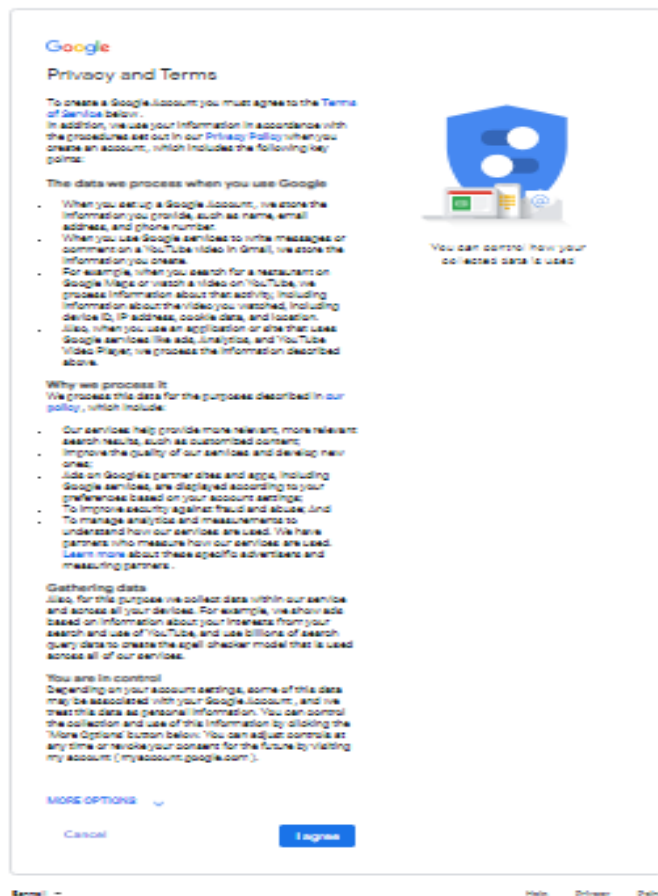 Google
Privacy and Terms
To create a Google Account you must agree to the Terms
of Service below .
In addition, we use your information in accordance with
the procedures set out in our Privacy Policy when you
create an account , which includes the following key
points:
The data we process when you use Google
When you set up a Google Account , we store the
information you provide, such as name, email
address, and phone number.
When you use Google services to write messages or
comment on a YouTube video in Gmail, we store the
information you create.
For example, when you search for a restaurant on
Google Maps or watch a video on YouTube, we
process information about that activity, including
information about the video you watched, including
device ID, IP address, cookie data, and location.
Also, when you use an application or site that uses
Google services like ads, Analytics, and YouTube
Video Player, we process the information described
above.
Why we process it
We process this data for the purposes described in our
policy , which include:
Our services help provide more relevant, more relevant
search results, such as customized content;
Improve the quality of our services and develop new
ones;
Ads on Google's partner sites and apps, including
Google services, are displayed according to your
preferences based on your account settings;
To improve security against fraud and abuse; And
To manage analytics and measurements to
understand how our services are used. We have
partners who measure how our services are used.
Learn more about these specific advertisers and
measuring partners .
Gathering data
Also, for this purpose we collect data within our service
and across all your devices. For example, we show ads
based on information about your interests from your
search and use of YouTube, and use billions of search
query data to create the spell checker model that is used
across all of our services.
You are in control
Depending on your account settings, some of this data
may be associated with your Google Account , and we
treat this data as personal information. You can control
the collection and use of this information by clicking the
'More Options' button below. You can adjust controls at
any time or revoke your consent for the future by visiting
my account ( myaccount.google.com ).
MORE OPTIONS
Cancel
I agree
You can control how your
collected data is used
Help
Privacy